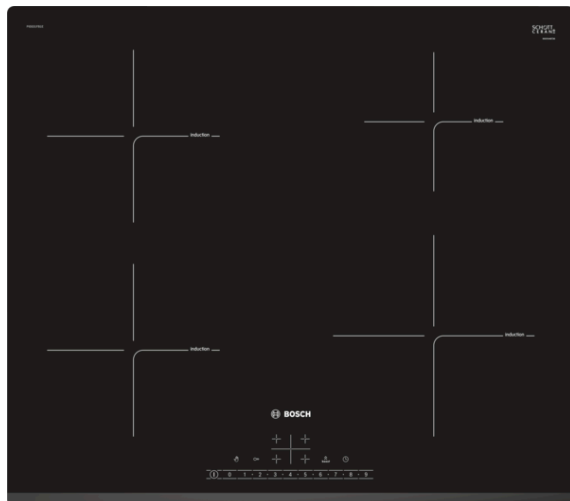 SCHOTT
CERAN®
induction
induction
induction
induction
BOSCH
0 1 • 2 • 3 • 4 • 5 • 6 • 7 • 8 • 9